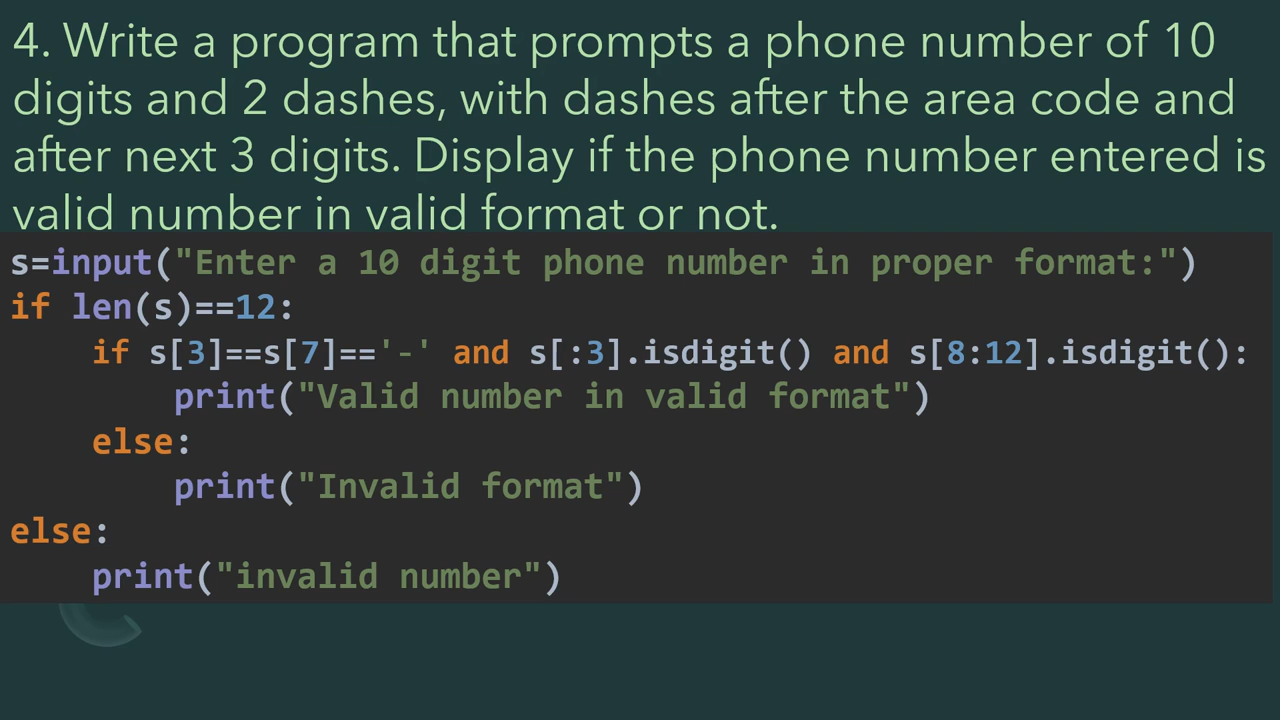 4. Write a program that prompts a phone number of 10
digits and 2 dashes, with dashes after the area code and
after next 3 digits. Display if the phone number entered is
valid number in valid format or not.
s=input("Enter a 10 digit phone number in proper format:")
if len(s)==12:
    if s[3]==s[7]=='-' and s[:3].isdigit() and s[8:12].isdigit():
        print("Valid number in valid format")
    else:
        print("Invalid format")
else:
    print("invalid number")